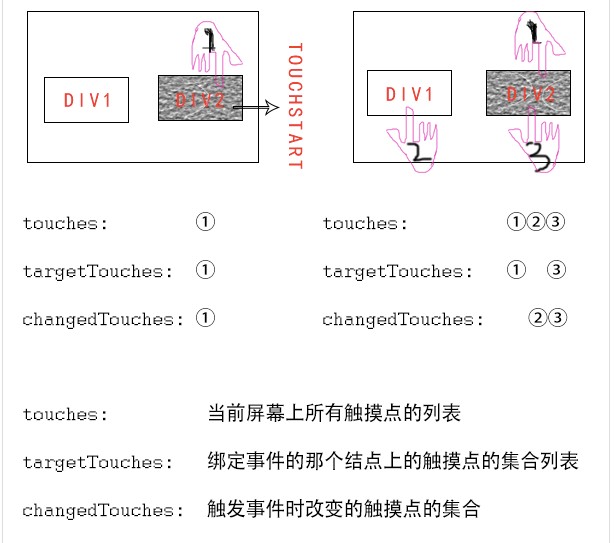 1
DIV1 DIV2
TOUCHSTART
1
DIV1 DIV2
2 3
touches: ①
targetTouches: ①
changedTouches: ①
touches: ①②③
targetTouches: ① ③
changedTouches: ②③
touches: 当前屏幕上所有触摸点的列表
targetTouches: 绑定事件的那个结点上的触摸点的集合列表
changedTouches: 触发事件时改变的触摸点的集合